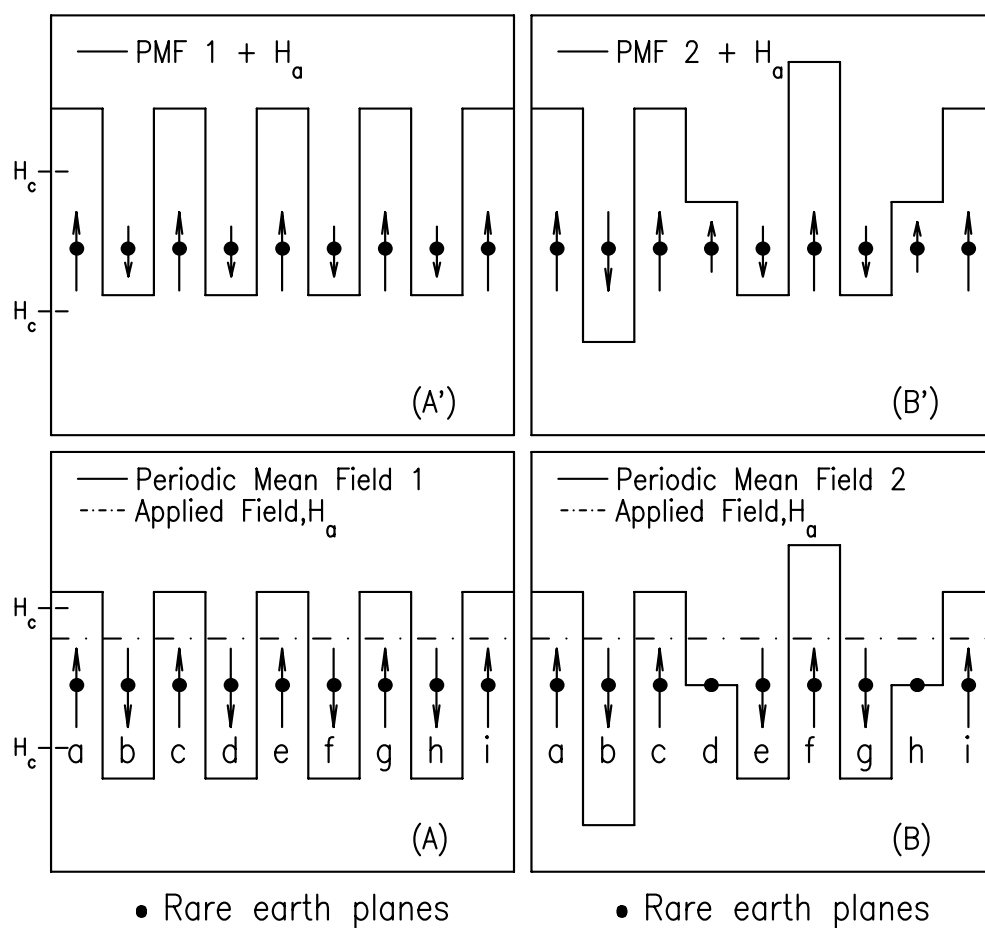 PMF 1 + Ha
PMF 2 + Ha
Hc
Hc
(A')
(B')
Periodic Mean Field 1
Applied Field,Ha
Periodic Mean Field 2
Applied Field,Ha
Hc
Hc
a b c d e f g h i
a b c d e f g h i
(A)
(B)
Rare earth planes
Rare earth planes